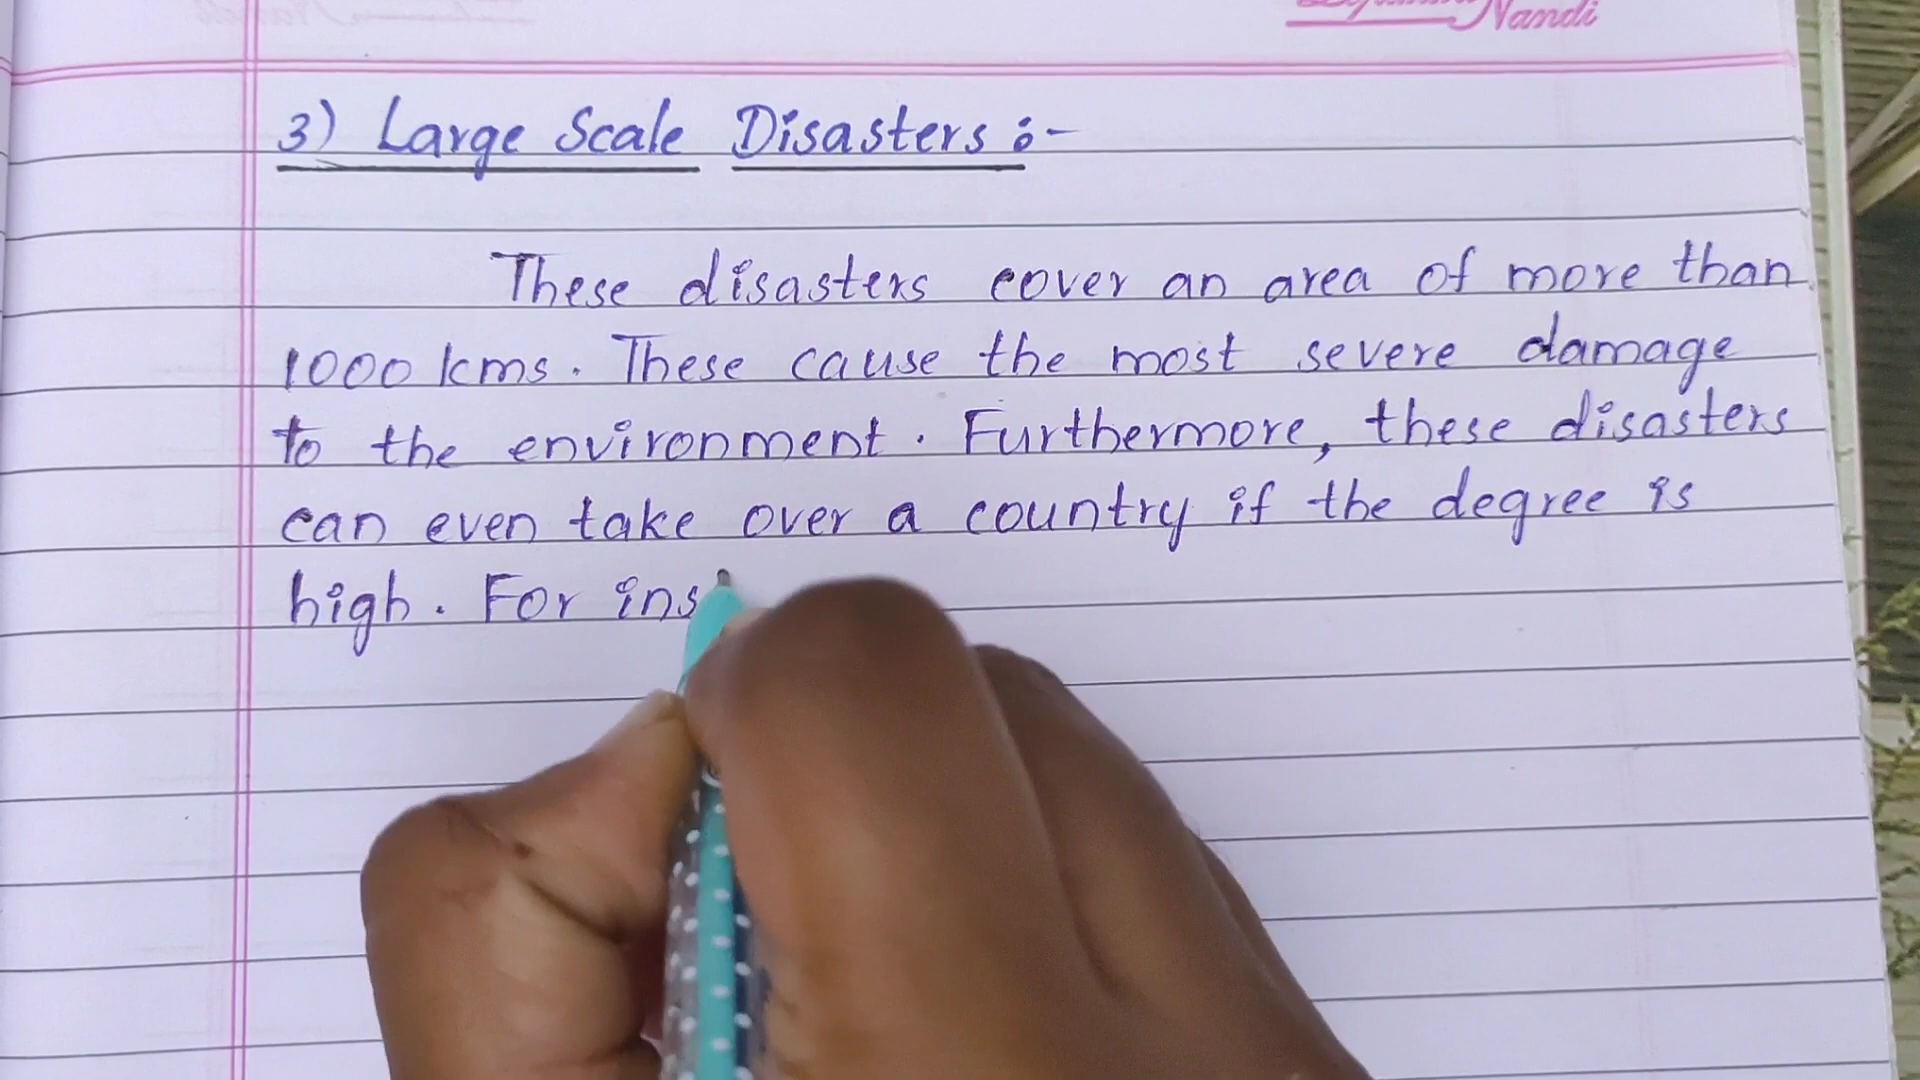 Nandi
3) Large Scale Disasters :-
These disasters cover an area of more than
1000 kms. These cause the most severe damage
to the environment. Furthermore, these disasters
can even take over a country if the degree is
high. For ins